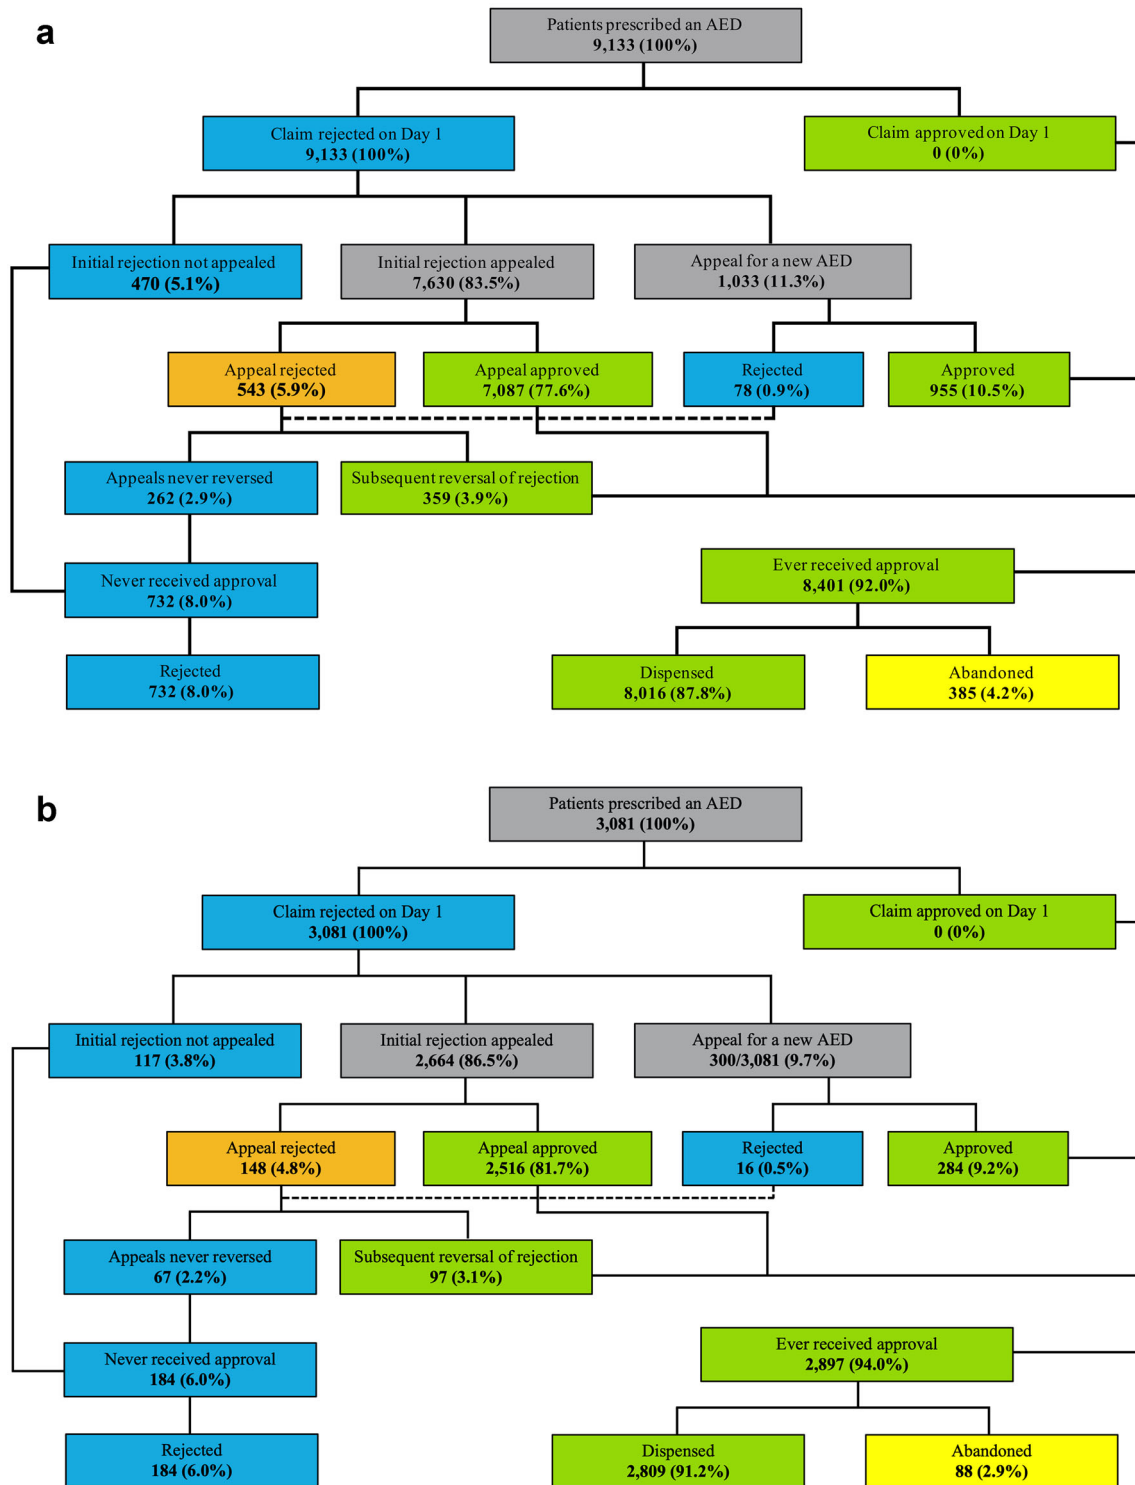 a
Patients prescribed an AED
9,133 (100%)
Claim rejected on Day 1
9,133 (100%)
Claim approved on Day 1
0 (0%)
Initial rejection not appealed
470 (5.1%)
Initial rejection appealed
7,630 (83.5%)
Appeal for a new AED
1,033 (11.3%)
Appeal rejected
543 (5.9%)
Appeal approved
7,087 (77.6%)
Rejected
78 (0.9%)
Approved
955 (10.5%)
Appeals never reversed
262 (2.9%)
Subsequent reversal of rejection
359 (3.9%)
Never received approval
732 (8.0%)
Ever received approval
8,401 (92.0%)
Rejected
732 (8.0%)
Dispensed
8,016 (87.8%)
Abandoned
385 (4.2%)
b
Patients prescribed an AED
3,081 (100%)
Claim rejected on Day 1
3,081 (100%)
Claim approved on Day 1
0 (0%)
Initial rejection not appealed
117 (3.8%)
Initial rejection appealed
2,664 (86.5%)
Appeal for a new AED
300/3,081 (9.7%)
Appeal rejected
148 (4.8%)
Appeal approved
2,516 (81.7%)
Rejected
16 (0.5%)
Approved
284 (9.2%)
Appeals never reversed
67 (2.2%)
Subsequent reversal of rejection
97 (3.1%)
Never received approval
184 (6.0%)
Ever received approval
2,897 (94.0%)
Rejected
184 (6.0%)
Dispensed
2,809 (91.2%)
Abandoned
88 (2.9%)